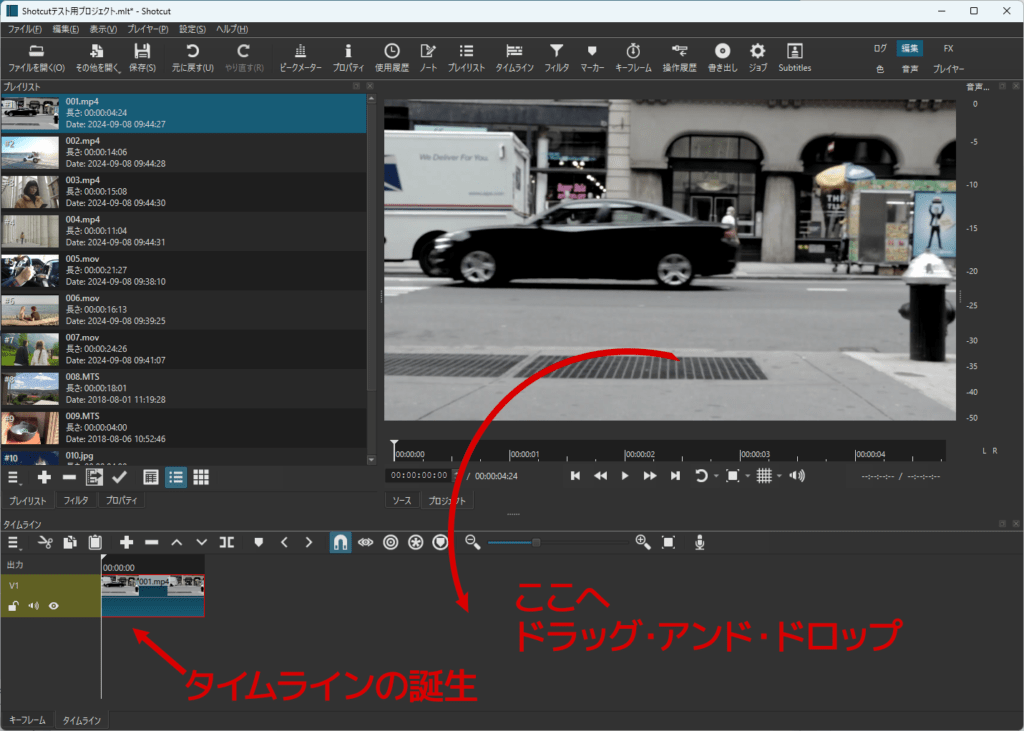 Shotcutテスト用プロジェクト.mlt* - Shotcut
ファイル(F) 編集(E) 表示(V) プレイヤー(P) 設定(S) ヘルプ(H)
ファイルを開く(O) その他を開く 保存(S) 元に戻す(U) やり直す(R) ピークメーター プロパティ 使用履歴 ノート プレイリスト タイムライン フィルタ マーカー キーフレーム 操作履歴 書き出し ジョブ Subtitles
ログ 編集 FX
色 音声 プレイヤー
プレイリスト
001.mp4
長さ: 00:00:04:24
Date: 2024-09-08 09:44:27
#2
002.mp4
長さ: 00:00:14:06
Date: 2024-09-08 09:44:28
003.mp4
長さ: 00:00:15:08
Date: 2024-09-08 09:44:30
#4
004.mp4
長さ: 00:00:11:04
Date: 2024-09-08 09:44:31
005.mov
長さ: 00:00:21:27
Date: 2024-09-08 09:38:10
#6
006.mov
長さ: 00:00:16:13
Date: 2024-09-08 09:39:25
#7
007.mov
長さ: 00:00:24:26
Date: 2024-09-08 09:41:07
#8
008.MTS
長さ: 00:00:18:01
Date: 2018-08-01 11:19:28
#9
009.MTS
長さ: 00:00:04:00
Date: 2018-08-06 10:52:46
#10
010.jpg
プレイリスト フィルタ プロパティ
We Deliver For You
THE
音声...
0
-5
-10
-15
-20
-25
-30
-35
-40
-50
L R
00:00:00 00:00:01 00:00:02 00:00:03 00:00:04
00:00:00:00 / 00:00:04:24
--:--:--:-- / --:--:--:--
ソース プロジェクト
タイムライン
出力
00:00:00
V1
001.mp4
ここへ
ドラッグ・アンド・ドロップ
タイムラインの誕生
キーフレーム タイムライン